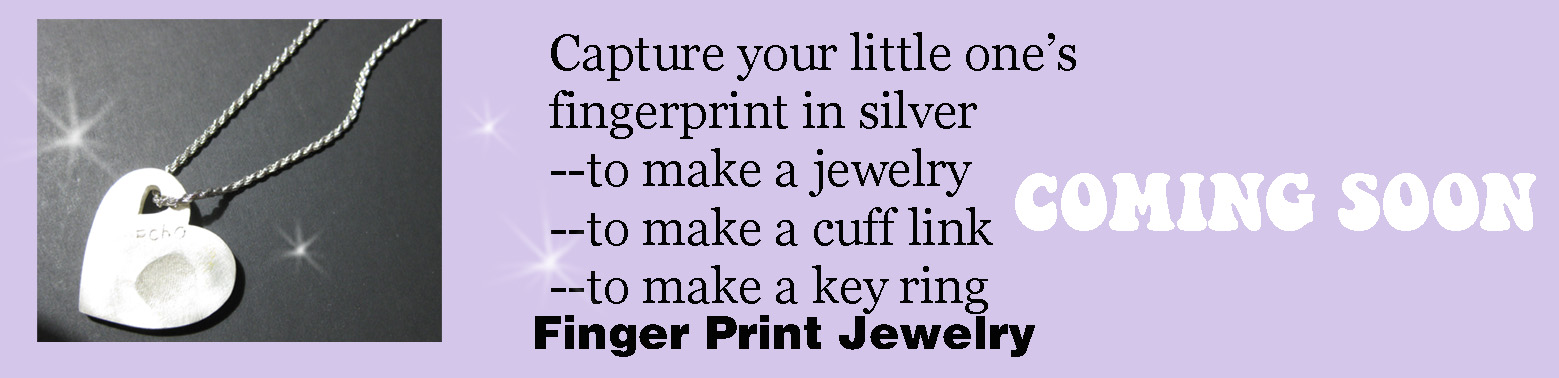 Capture your little one’s
fingerprint in silver
--to make a jewelry
--to make a cuff link
--to make a key ring
Finger Print Jewelry
COMING SOON
echo